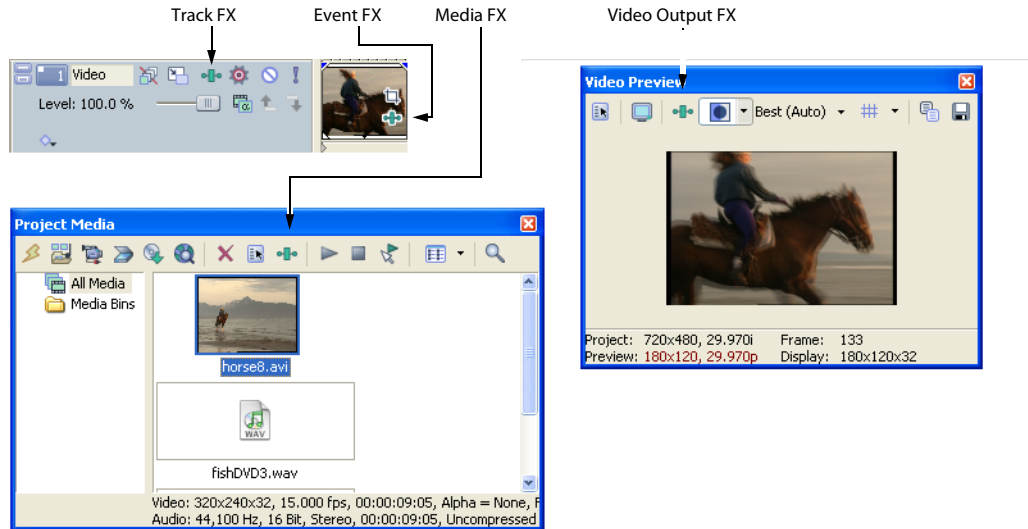 Track FX
Event FX
Media FX
Video Output FX
1 Video
Level: 100.0 %
Video Preview
Best (Auto)
Project: 720x480, 29.970i Frame: 133
Preview: 180x120, 29.970p Display: 180x120x32
Project Media
All Media
Media Bins
horse8.avi
WAV
fishDVD3.wav
Video: 320x240x32, 15.000 fps, 00:00:09:05, Alpha = None, F
Audio: 44,100 Hz, 16 Bit, Stereo, 00:00:09:05, Uncompressed